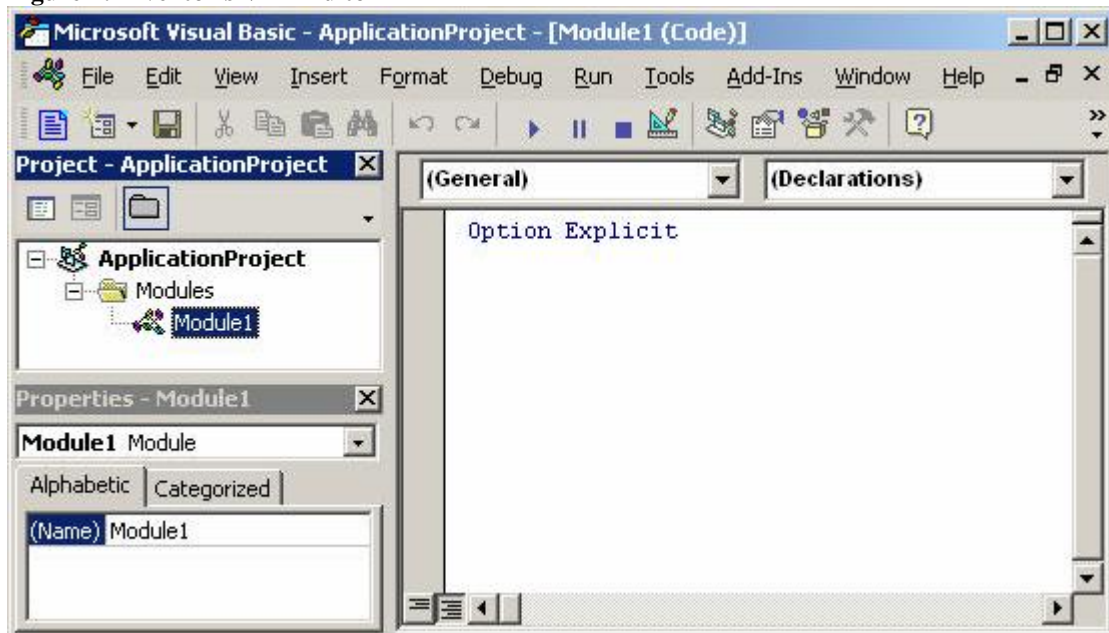 Microsoft Visual Basic - ApplicationProject - [Module1 (Code)]
File Edit View Insert Format Debug Run Tools Add-Ins Window Help
Project - ApplicationProject
(General) (Declarations)
Option Explicit
ApplicationProject
Modules
Module1
Properties - Module1
Module1 Module
Alphabetic Categorized
(Name) Module1